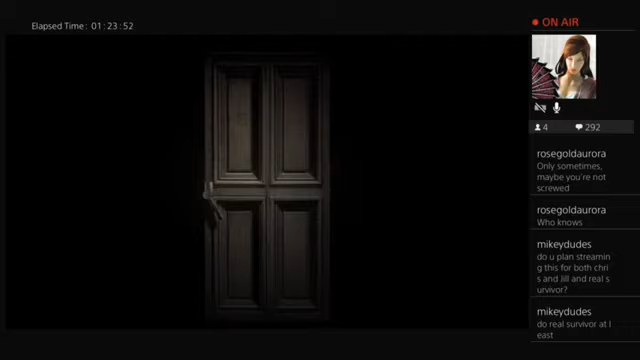 Elapsed Time: 01:23:52
ON AIR
4
292
rosegoldaurora
Only sometimes,
maybe you're not
screwed
rosegoldaurora
Who knows
mikeydudes
do u plan streamin
g this for both chri
s and Jill and real s
urvivor?
mikeydudes
do real survivor at l
east